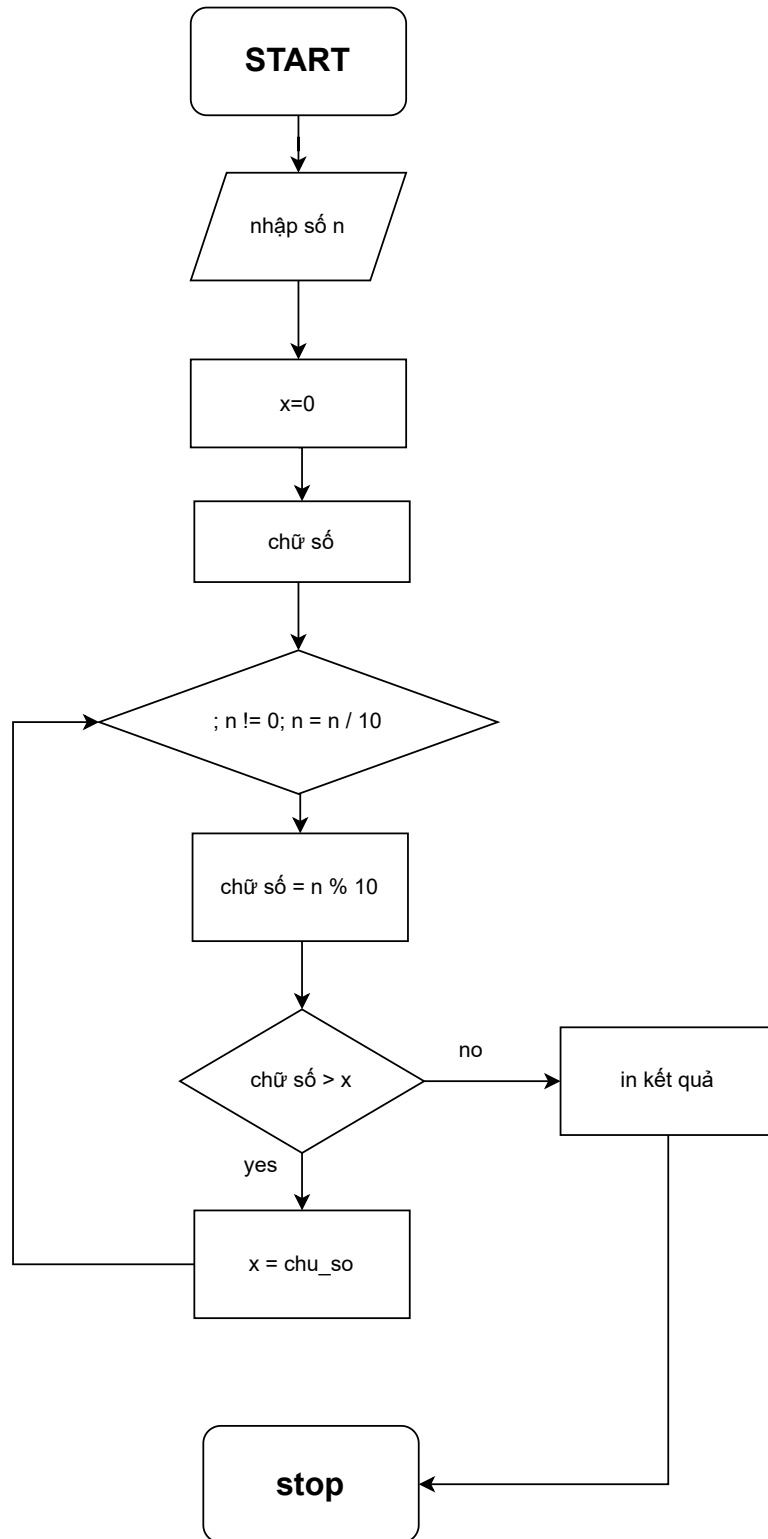 START
nhập số n
x=0
chữ số
; n != 0; n = n / 10
chữ số = n % 10
chữ số > x
no
in kết quả
yes
x = chu_so
stop